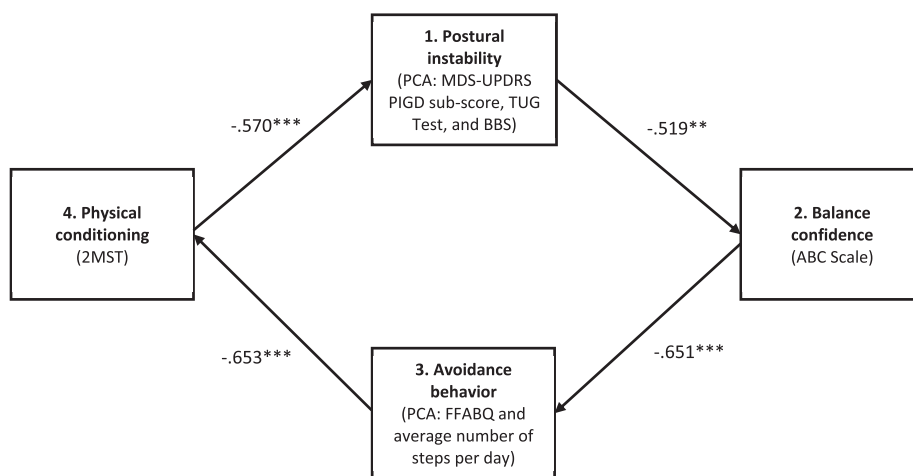 1. Postural
instability
(PCA: MDS-UPDRS
PIGD sub-score, TUG
Test, and BBS)
-.570***
-.519**
4. Physical
conditioning
(2MST)
2. Balance
confidence
(ABC Scale)
-.653***
-.651***
3. Avoidance
behavior
(PCA: FFABQ and
average number of
steps per day)